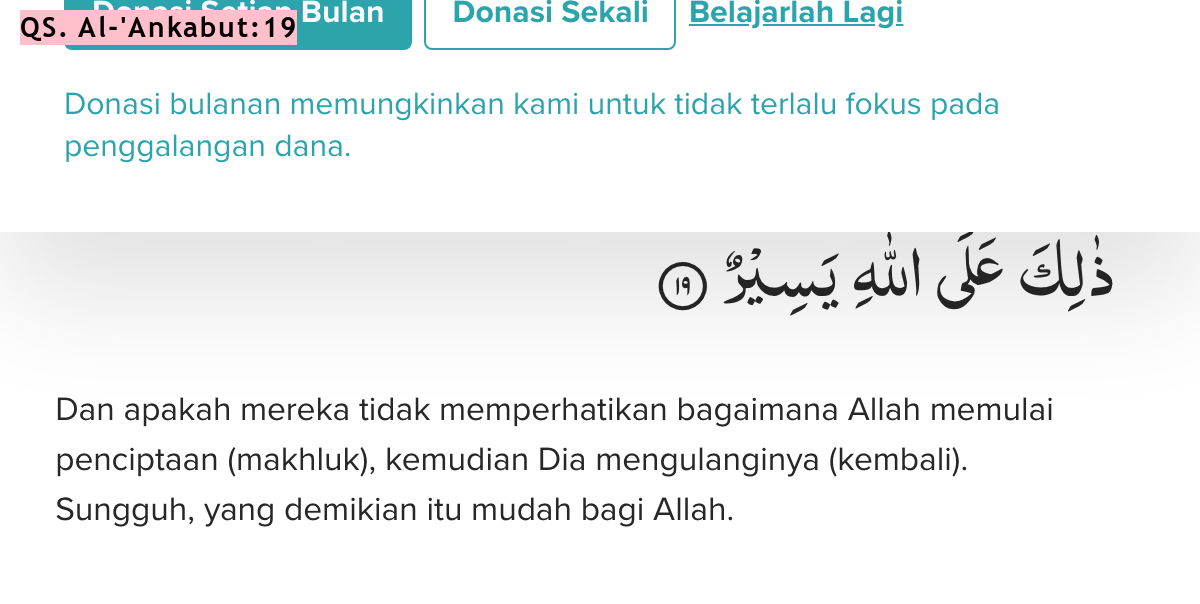 QS. Al-'Ankabut:19
Bulan
Donasi Sekali
Belajarlah Lagi
Donasi bulanan memungkinkan kami untuk tidak terlalu fokus pada
penggalangan dana.
ذٰلِكَ عَلَى اللّٰهِ يَسِيْرٌ ۝١٩
Dan apakah mereka tidak memperhatikan bagaimana Allah memulai
penciptaan (makhluk), kemudian Dia mengulanginya (kembali).
Sungguh, yang demikian itu mudah bagi Allah.